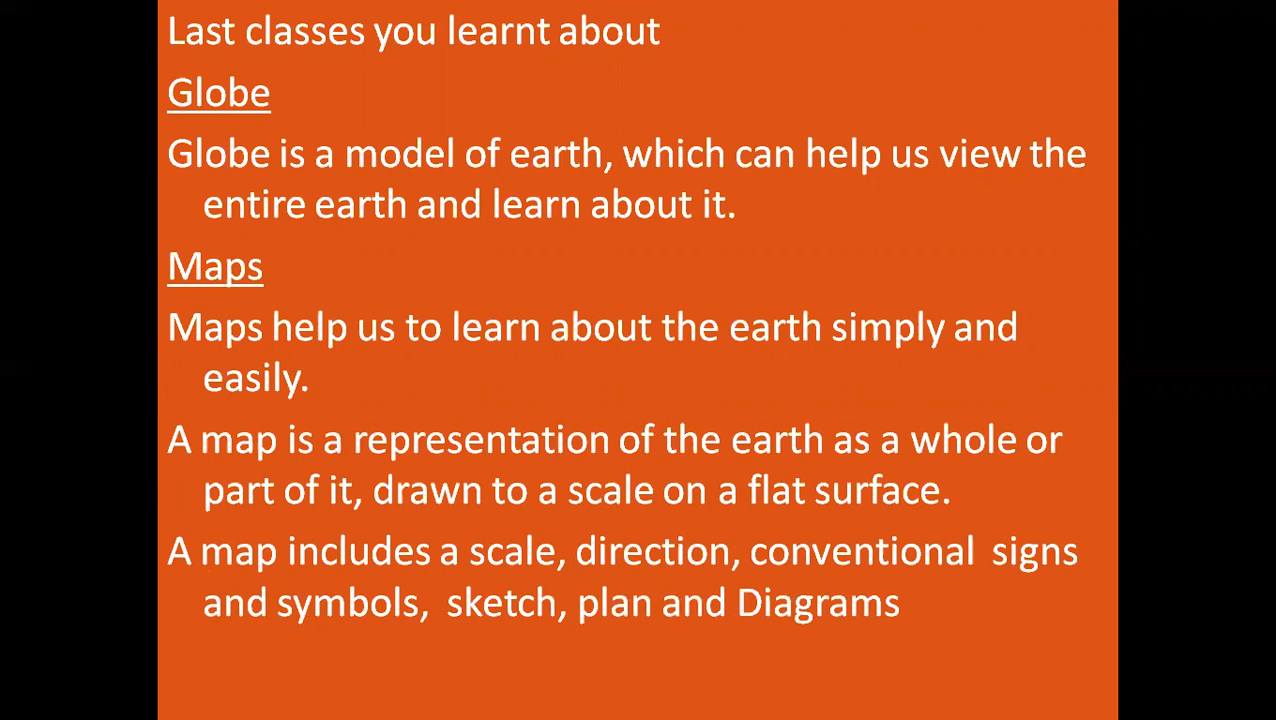 Last classes you learnt about
Globe
Globe is a model of earth, which can help us view the
entire earth and learn about it.
Maps
Maps help us to learn about the earth simply and
easily.
A map is a representation of the earth as a whole or
part of it, drawn to a scale on a flat surface.
A map includes a scale, direction, conventional  signs
and symbols,  sketch, plan and Diagrams